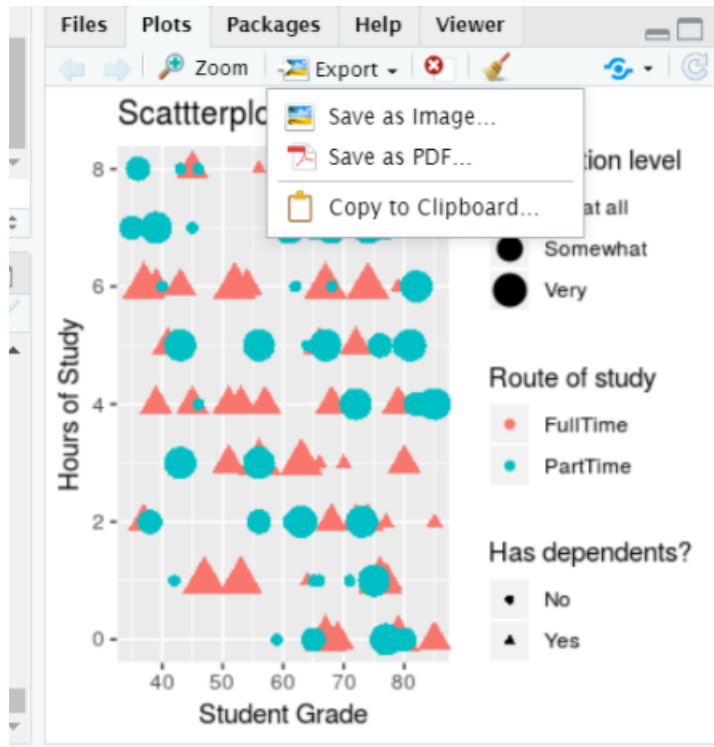 Files Plots Packages Help Viewer
Zoom Export
Scattterplo
Save as Image...
Save as PDF...
Copy to Clipboard...
tion level
at all
Somewhat
Very
Route of study
FullTime
PartTime
Has dependents?
No
Yes
Hours of Study
8
6
4
2
0
40 50 60 70 80
Student Grade